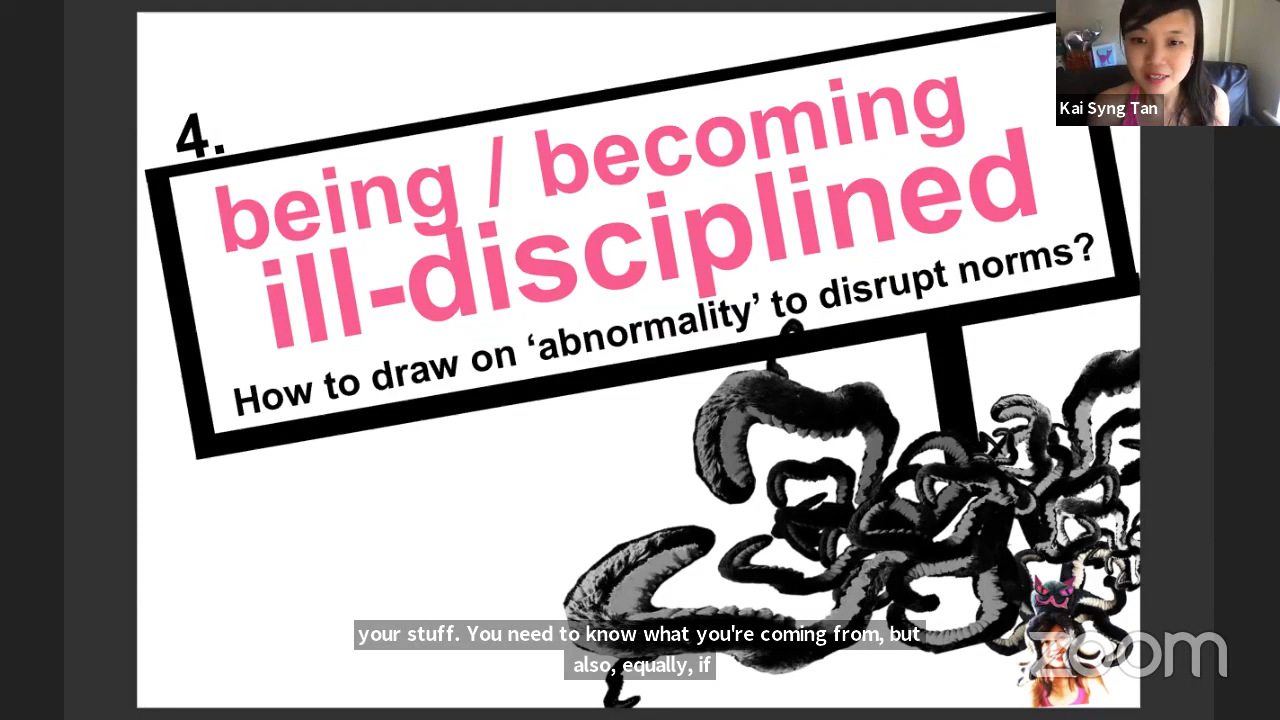 4.
being / becoming
ill-disciplined
How to draw on ‘abnormality’ to disrupt norms?
Kai Syng Tan
your stuff. You need to know what you're coming from, but
also, equally, if
zoom